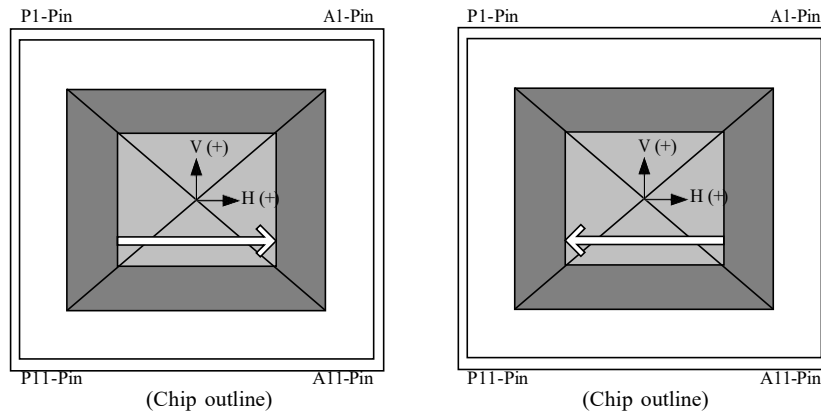 P1-Pin A1-Pin
V (+)
H (+)
P11-Pin A11-Pin
(Chip outline)
P1-Pin A1-Pin
V (+)
H (+)
P11-Pin A11-Pin
(Chip outline)